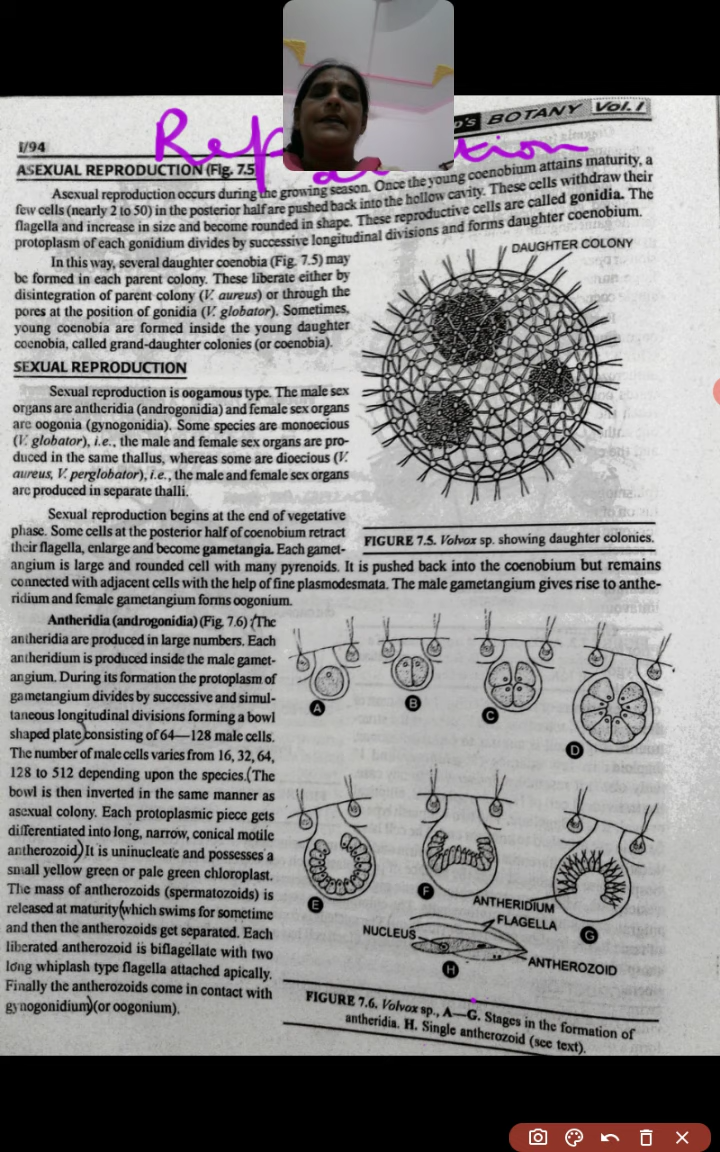 Rep
tion
I/94
D'S BOTANY Vol. I
ASEXUAL REPRODUCTION (Fig. 7.5)
Asexual reproduction occurs during the growing season. Once the young coenobium attains maturity, a
few cells (nearly 2 to 50) in the posterior half are pushed back into the hollow cavity. These cells withdraw their
flagella and increase in size and become rounded in shape. These reproductive cells are called gonidia. The
protoplasm of each gonidium divides by successive longitudinal divisions and forms daughter coenobium.
In this way, several daughter coenobia (Fig. 7.5) may
be formed in each parent colony. These liberate either by
disintegration of parent colony (V. aureus) or through the
pores at the position of gonidia (V. globator). Sometimes,
young coenobia are formed inside the young daughter
coenobia, called grand-daughter colonies (or coenobia).
DAUGHTER COLONY
SEXUAL REPRODUCTION
Sexual reproduction is oogamous type. The male sex
organs are antheridia (androgonidia) and female sex organs
are oogonia (gynogonidia). Some species are monoecious
(V. globator), i.e., the male and female sex organs are pro-
duced in the same thallus, whereas some are dioecious (V.
aureus, V. perglobator), i.e., the male and female sex organs
are produced in separate thalli.
FIGURE 7.5. Volvox sp. showing daughter colonies.
Sexual reproduction begins at the end of vegetative
phase. Some cells at the posterior half of coenobium retract
their flagella, enlarge and become gametangia. Each gamet-
angium is large and rounded cell with many pyrenoids. It is pushed back into the coenobium but remains
connected with adjacent cells with the help of fine plasmodesmata. The male gametangium gives rise to anthe-
ridium and female gametangium forms oogonium.
Antheridia (androgonidia) (Fig. 7.6) : The
antheridia are produced in large numbers. Each
antheridium is produced inside the male gamet-
angium. During its formation the protoplasm of
gametangium divides by successive and simul-
taneous longitudinal divisions forming a bowl
shaped plate consisting of 64—128 male cells.
The number of male cells varies from 16, 32, 64,
128 to 512 depending upon the species. The
bowl is then inverted in the same manner as
asexual colony. Each protoplasmic piece gets
differentiated into long, narrow, conical motile
antherozoid. It is uninucleate and possesses a
small yellow green or pale green chloroplast.
The mass of antherozoids (spermatozoids) is
released at maturity which swims for sometime
and then the antherozoids get separated. Each
liberated antherozoid is biflagellate with two
long whiplash type flagella attached apically.
Finally the antherozoids come in contact with
gynogonidium (or oogonium).
A
B
C
D
E
F
G
ANTHERIDIUM
FLAGELLA
NUCLEUS
H
ANTHEROZOID
FIGURE 7.6. Volvox sp., A—G. Stages in the formation of
antheridia. H. Single antherozoid (see text).